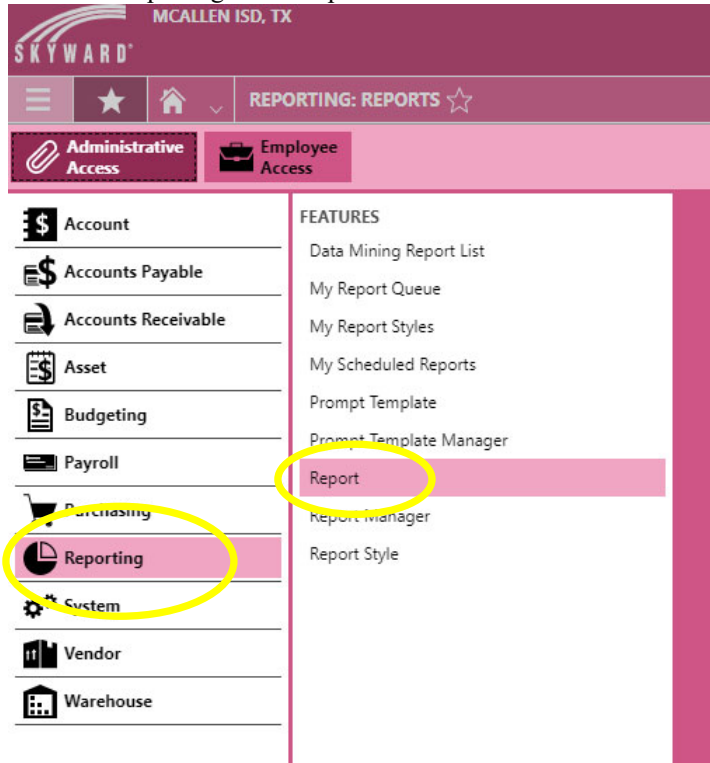 MCALLEN ISD, TX
SKYWARD
REPORTING: REPORTS
Administrative
Access
Employee
Access
Account
Accounts Payable
Accounts Receivable
Asset
Budgeting
Payroll
Purchasing
Reporting
System
Vendor
Warehouse
FEATURES
Data Mining Report List
My Report Queue
My Report Styles
My Scheduled Reports
Prompt Template
Prompt Template Manager
Report
Report Manager
Report Style